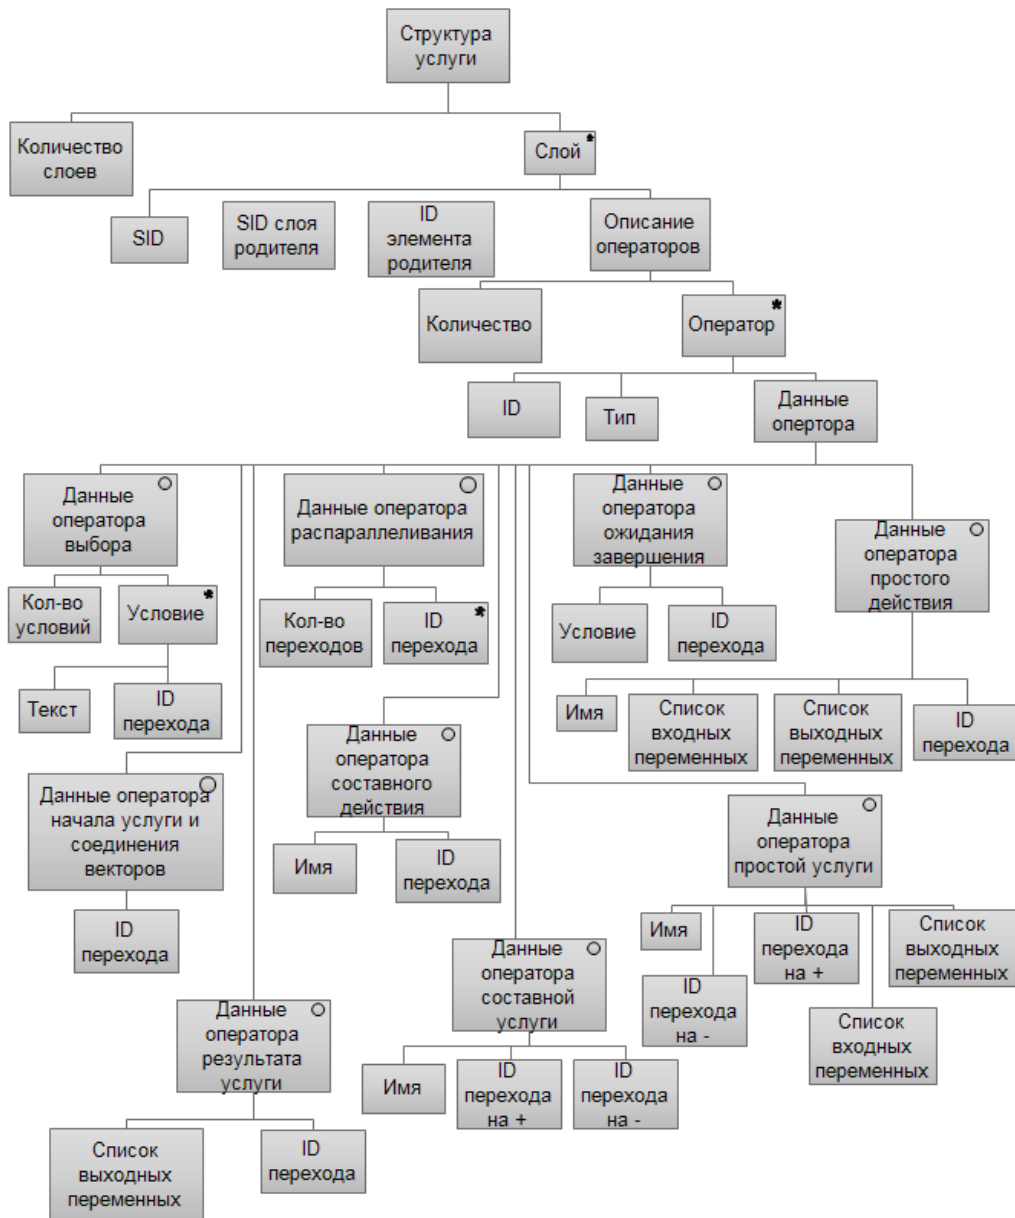 Структура
услуги
Количество
слоев
Слой
SID
SID слоя
родителя
ID
элемента
родителя
Описание
операторов
Количество
Оператор
ID
Тип
Данные
опертора
Данные
оператора
выбора
Данные оператора
распараллеливания
Данные
оператора
ожидания
завершения
Данные
оператора
простого
действия
Кол-во
условий
Условие
Кол-во
переходов
ID
перехода
Условие
ID
перехода
Текст
ID
перехода
Имя
Список
входных
переменных
Список
выходных
переменных
ID
перехода
Данные оператора
начала услуги и
соединения
векторов
Данные
оператора
составного
действия
Данные
оператора
простой услуги
Имя
ID
перехода
ID
перехода
Имя
ID
перехода
на -
ID
перехода
на +
Список
входных
переменных
Список
выходных
переменных
Данные
оператора
составной
услуги
Данные
оператора
результата
услуги
Имя
ID
перехода
на +
ID
перехода
на -
Список
выходных
переменных
ID
перехода